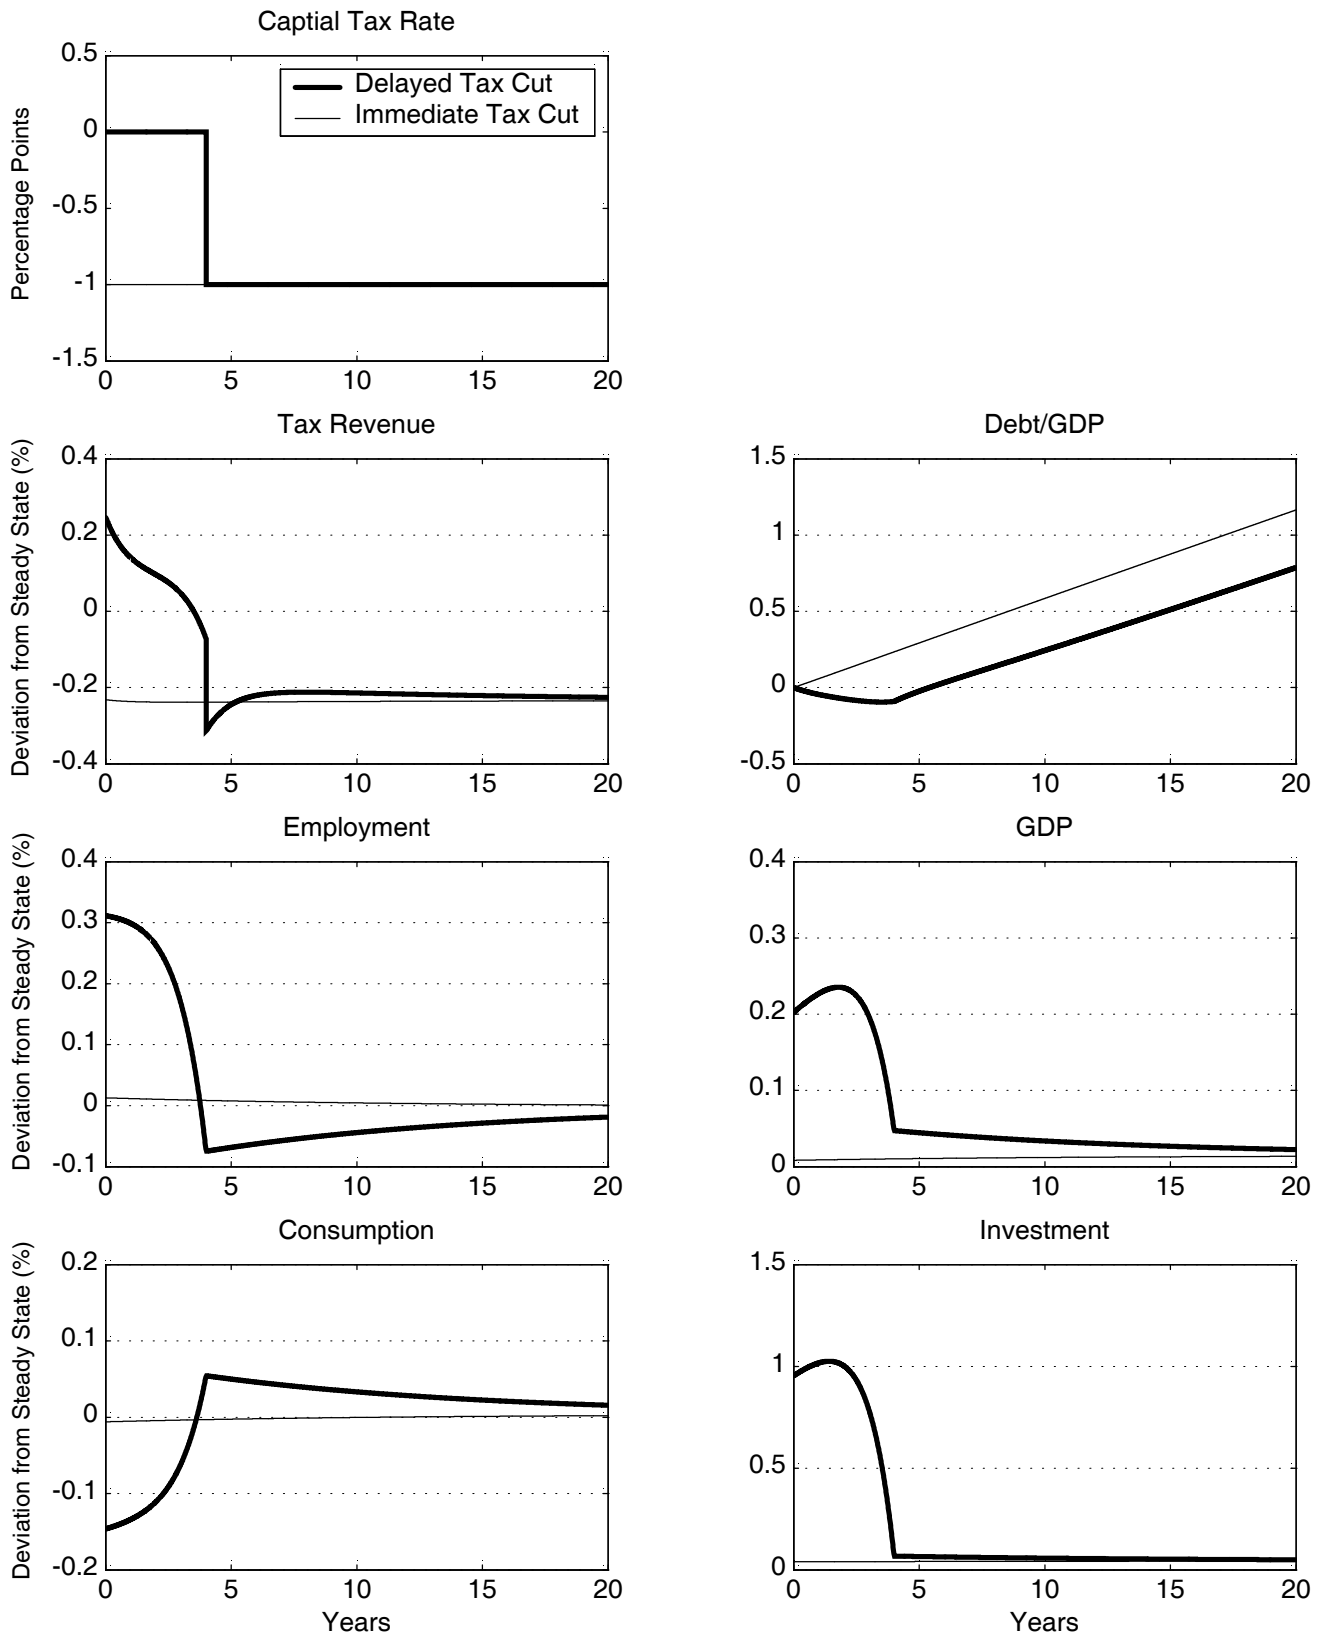 Captial Tax Rate
Percentage Points
0.5
0
-0.5
-1
-1.5
Delayed Tax Cut
Immediate Tax Cut
0 5 10 15 20
Tax Revenue
Deviation from Steady State (%)
0.4
0.2
0
-0.2
-0.4
0 5 10 15 20
Debt/GDP
1.5
1
0.5
0
-0.5
0 5 10 15 20
Employment
Deviation from Steady State (%)
0.4
0.3
0.2
0.1
0
-0.1
0 5 10 15 20
GDP
0.4
0.3
0.2
0.1
0
0 5 10 15 20
Consumption
Deviation from Steady State (%)
0.2
0.1
0
-0.1
-0.2
0 5 10 15 20
Years
Investment
1.5
1
0.5
0
0 5 10 15 20
Years